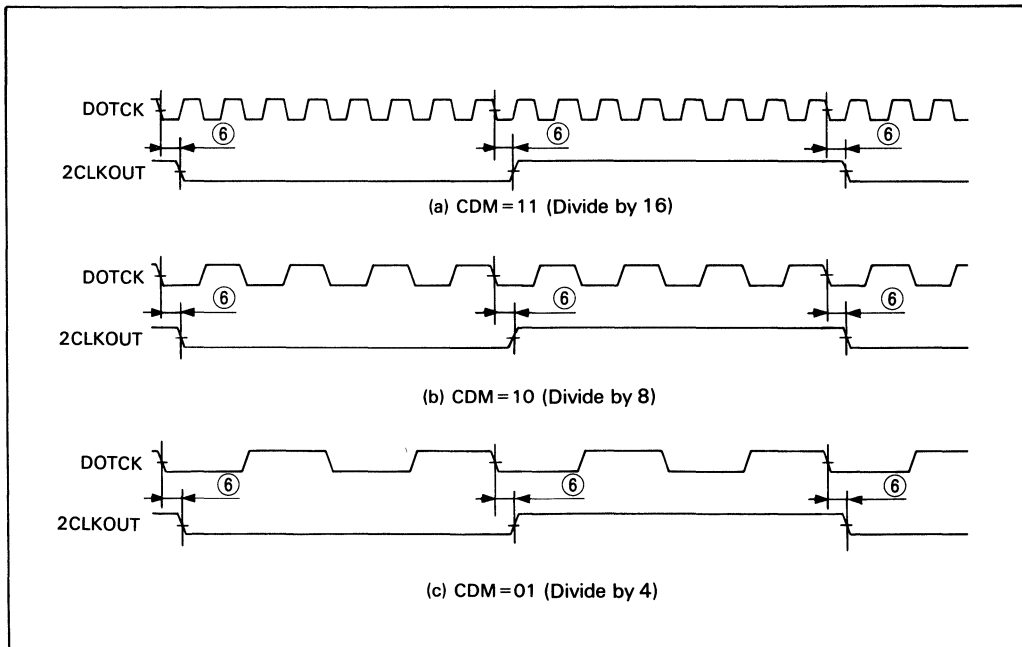 DOTCK
⑥ ⑥ ⑥
2CLKOUT
(a) CDM=11 (Divide by 16)
DOTCK
⑥ ⑥ ⑥
2CLKOUT
(b) CDM=10 (Divide by 8)
DOTCK
⑥ ⑥ ⑥
2CLKOUT
(c) CDM=01 (Divide by 4)